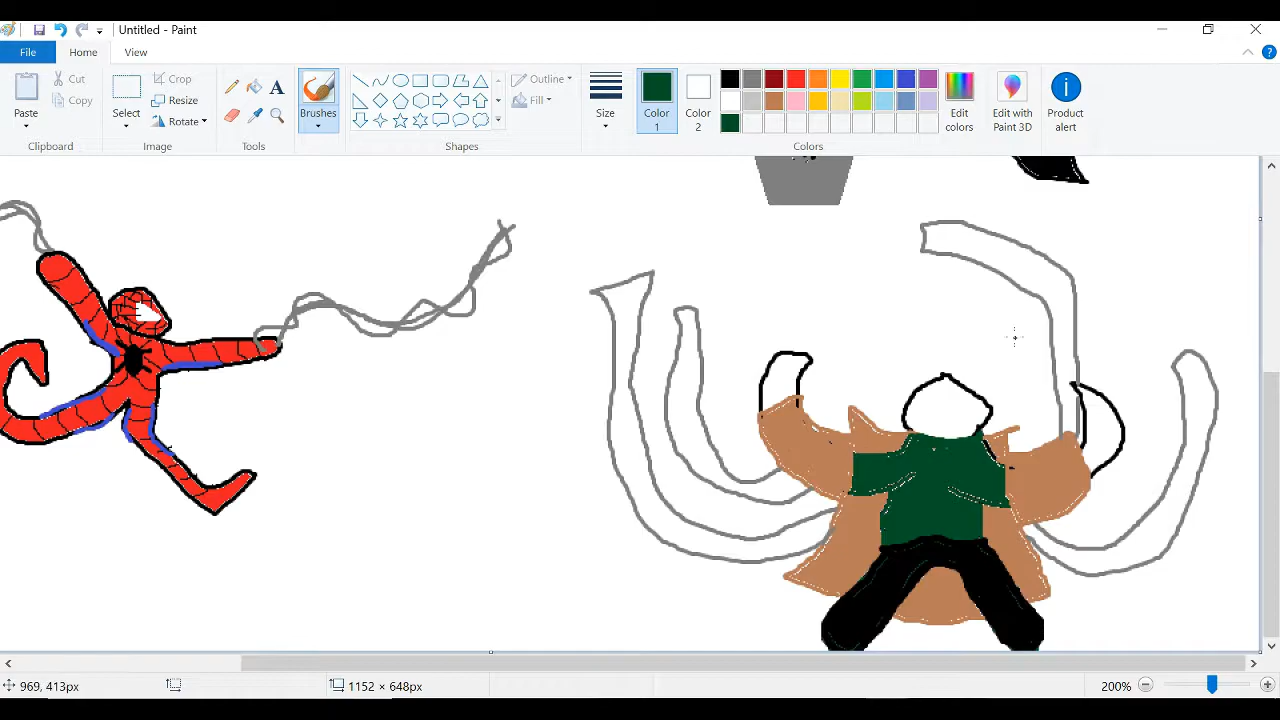 Untitled - Paint
File Home View
Paste
Cut
Copy
Clipboard
Select
Crop
Resize
Rotate
Image
A
Tools
Brushes
Outline
Fill
Shapes
Size
Color 1
Color 2
Edit colors
Colors
Edit with Paint 3D
Product alert
969, 413px
1152 × 648px
200%